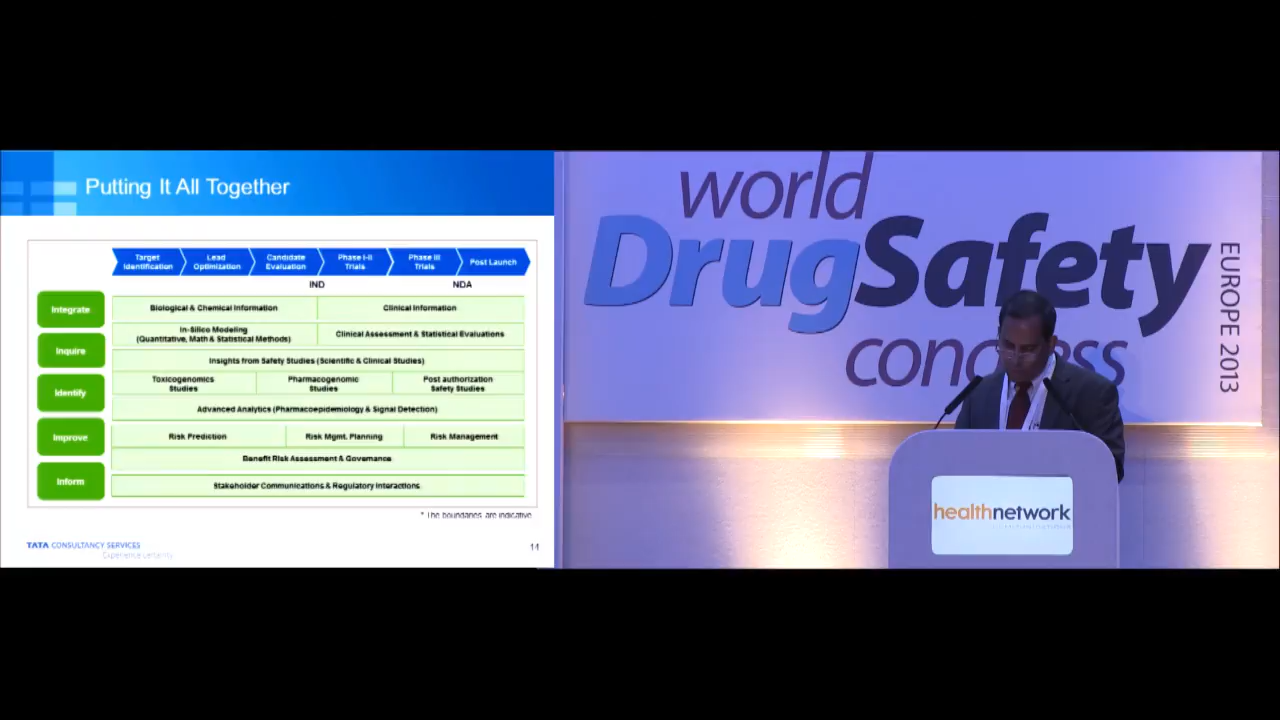 Putting It All Together
Target
Identification
Lead
Optimization
Candidate
Evaluation
Phase I-II
Trials
Phase III
Trials
Post Launch
IND
NDA
Integrate
Biological & Chemical Information
Clinical Information
In-Silico Modeling
(Quantitative, Math & Statistical Methods)
Clinical Assessment & Statistical Evaluations
Inquire
Insights from Safety Studies (Scientific & Clinical Studies)
Identify
Toxicogenomics
Studies
Pharmacogenomic
Studies
Post authorization
Safety Studies
Advanced Analytics (Pharmacoepidemiology & Signal Detection)
Improve
Risk Prediction
Risk Mgmt. Planning
Risk Management
Benefit Risk Assessment & Governance
Inform
Stakeholder Communications & Regulatory Interactions
* The boundaries are indicative
TATA CONSULTANCY SERVICES
Experience certainty
14
world
DrugSafety
congress
EUROPE 2013
healthnetwork